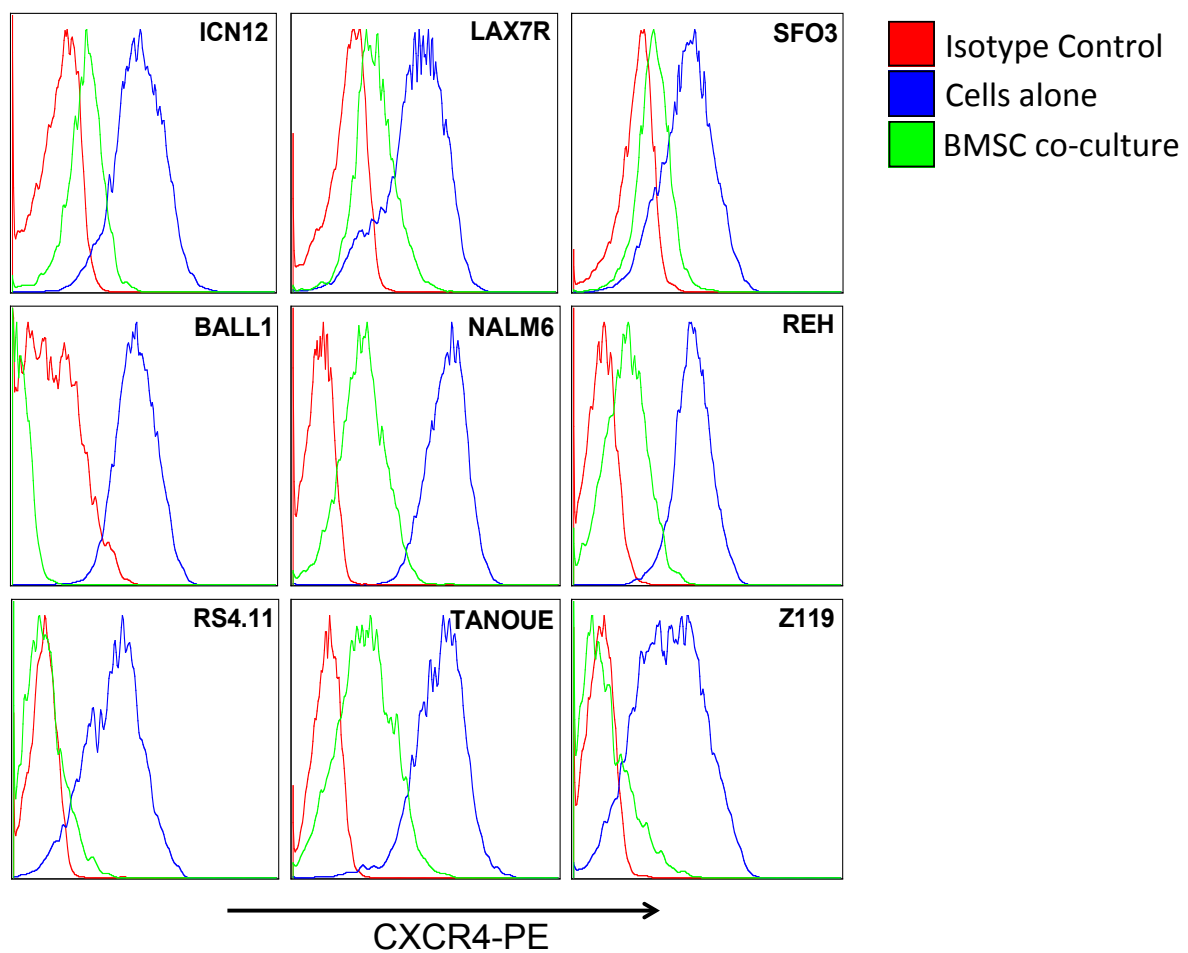 ICN12
LAX7R
SFO3
Isotype Control
Cells alone
BMSC co-culture
BALL1
NALM6
REH
RS4.11
TANOUE
Z119
CXCR4-PE